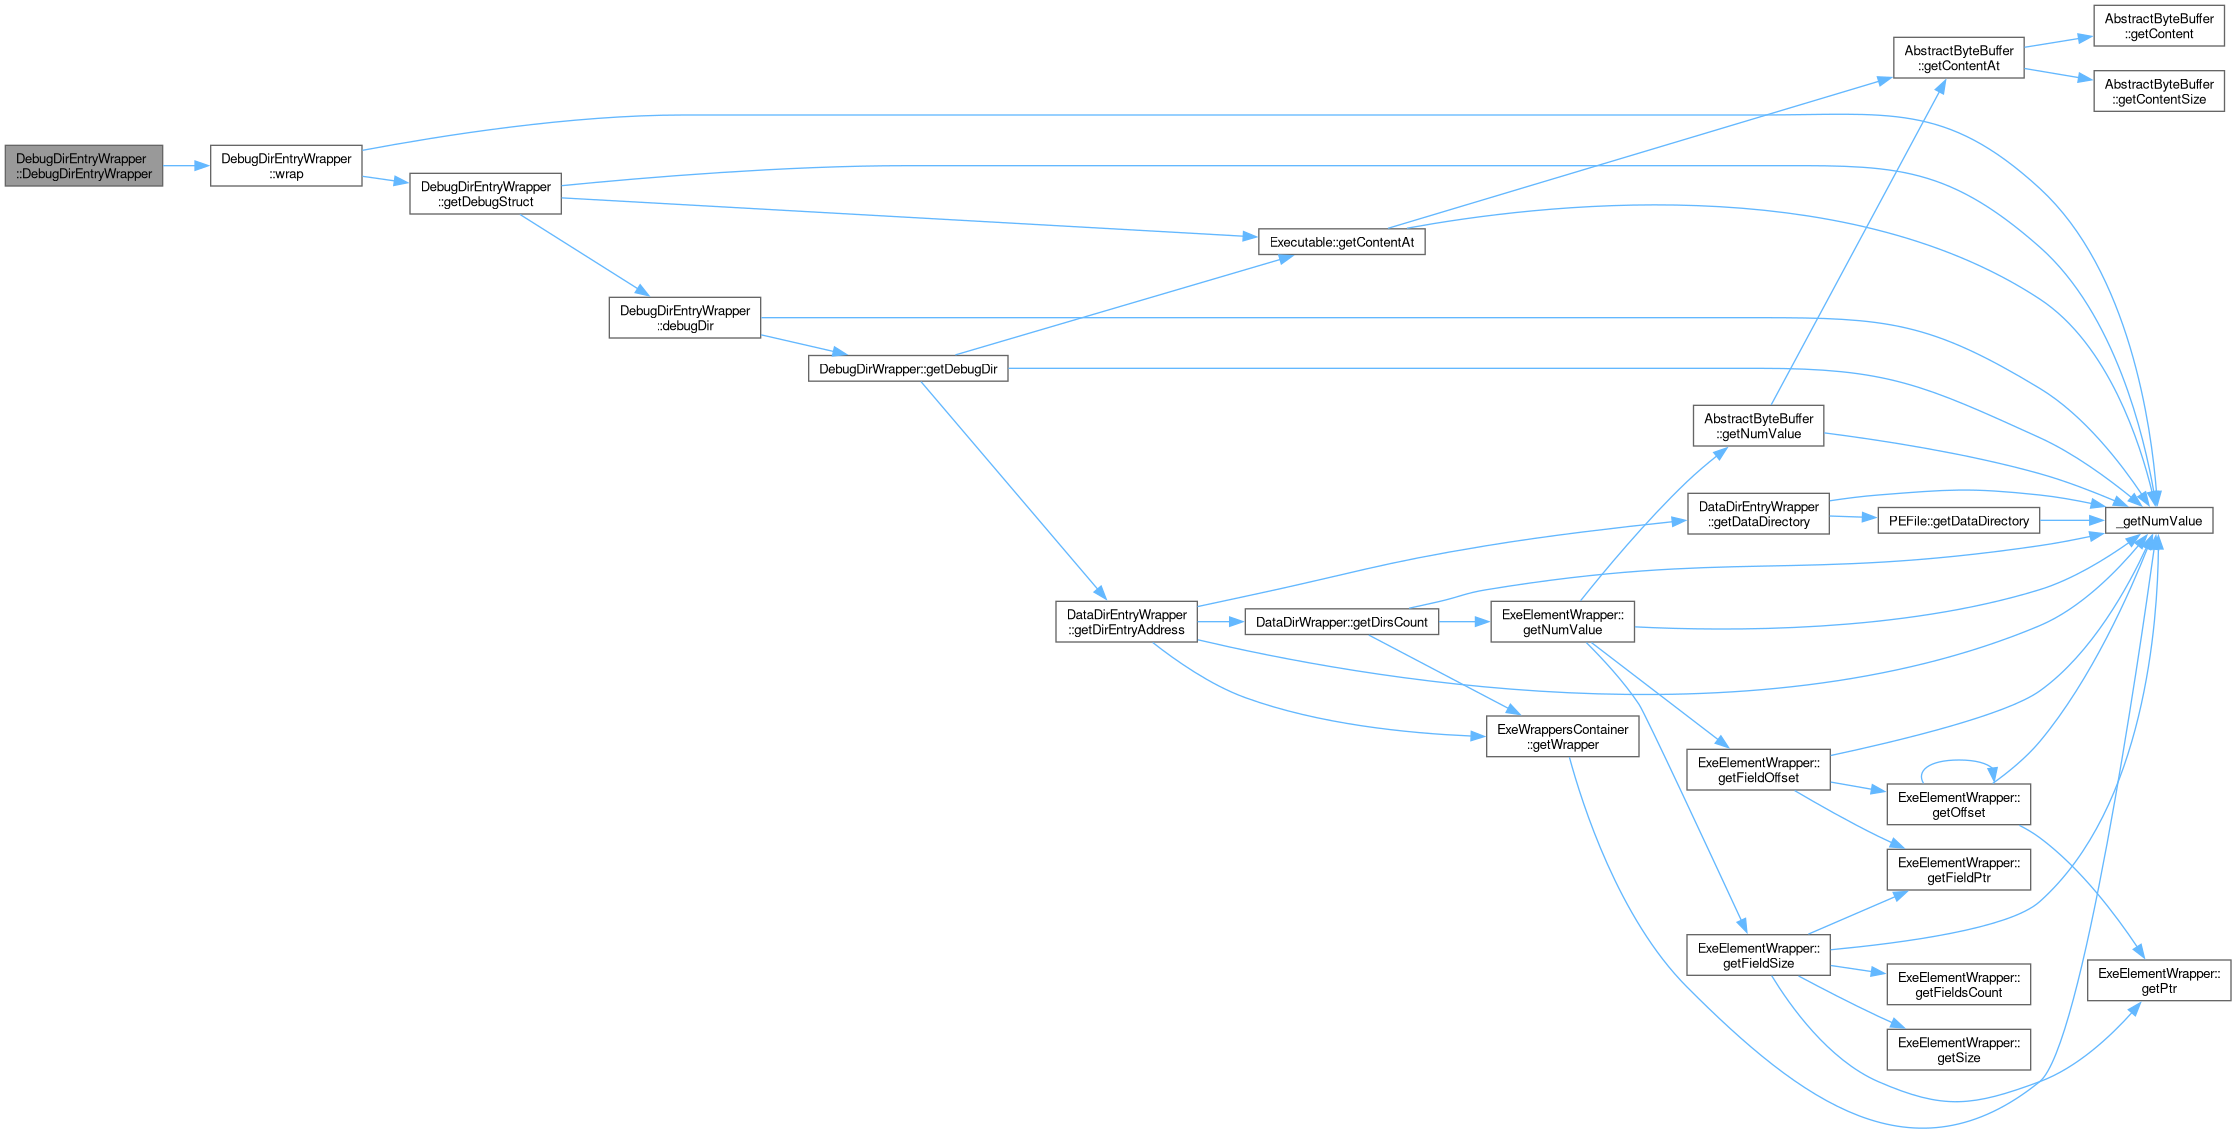 DebugDirEntryWrapper
::DebugDirEntryWrapper
DebugDirEntryWrapper
::wrap
DebugDirEntryWrapper
::getDebugStruct
DebugDirEntryWrapper
::debugDir
DebugDirWrapper::getDebugDir
DataDirEntryWrapper
::getDirEntryAddress
Executable::getContentAt
DataDirWrapper::getDirsCount
ExeElementWrapper::
getNumValue
ExeWrappersContainer
::getWrapper
AbstractByteBuffer
::getNumValue
DataDirEntryWrapper
::getDataDirectory
ExeElementWrapper::
getFieldOffset
ExeElementWrapper::
getFieldSize
AbstractByteBuffer
::getContentAt
PEFile::getDataDirectory
ExeElementWrapper::
getOffset
ExeElementWrapper::
getFieldPtr
ExeElementWrapper::
getFieldsCount
ExeElementWrapper::
getSize
AbstractByteBuffer
::getContent
AbstractByteBuffer
::getContentSize
_getNumValue
ExeElementWrapper::
getPtr